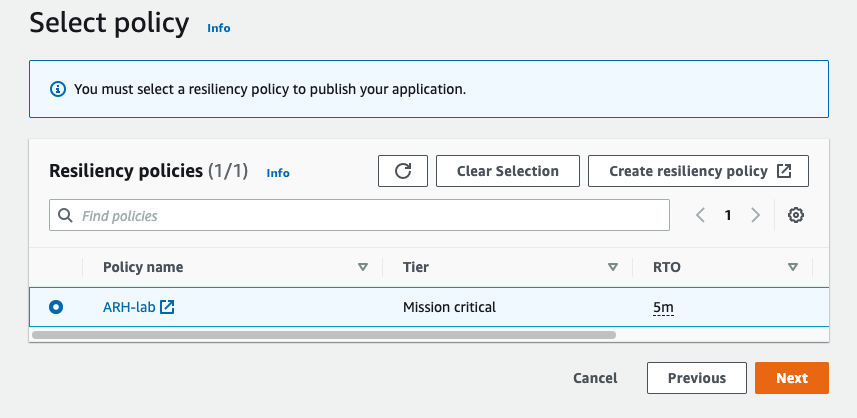 Select policy Info
You must select a resiliency policy to publish your application.
Resiliency policies (1/1) Info Clear Selection Create resiliency policy
Find policies 1
Policy name Tier RTO
ARH-lab Mission critical 5m
Cancel Previous Next